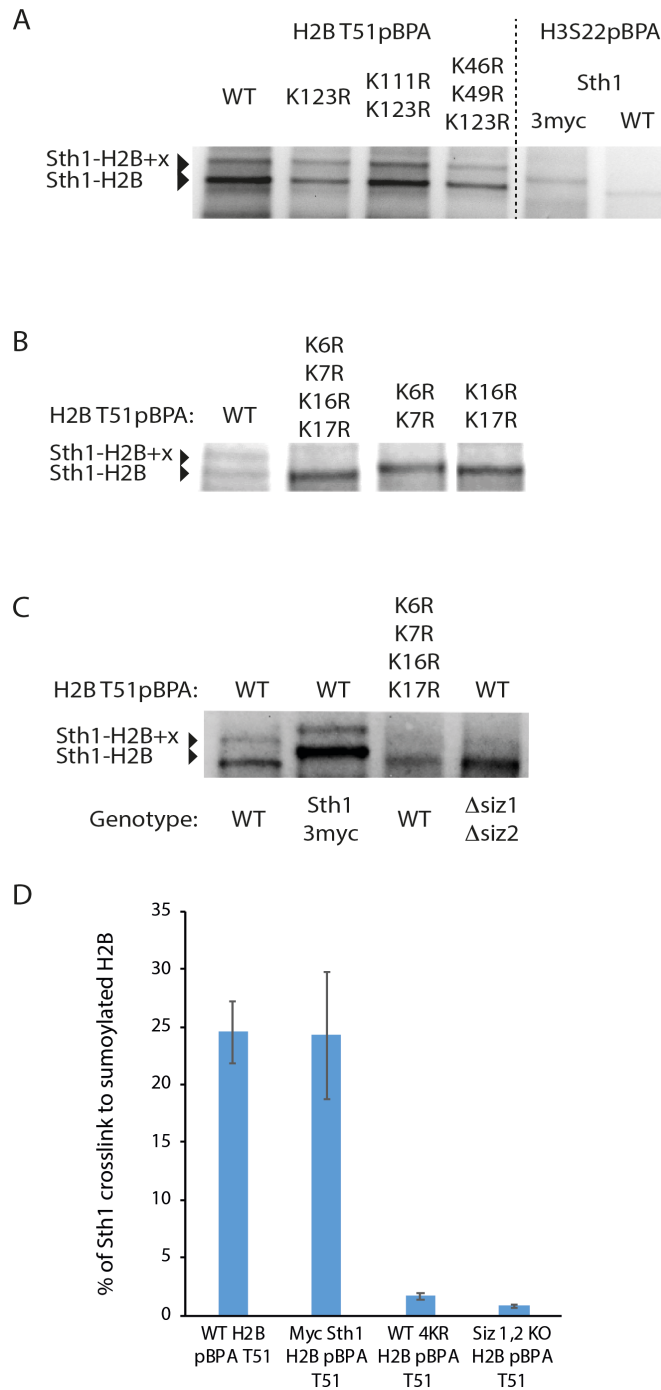 A
H2B T51pBPA
H3S22pBPA
WT
K123R
K111R
K123R
K46R
K49R
K123R
Sth1
3myc
WT
Sth1-H2B+x
Sth1-H2B
B
K6R
K7R
K16R
K17R
K6R
K7R
K16R
K17R
H2B T51pBPA:
WT
Sth1-H2B+x
Sth1-H2B
C
K6R
K7R
K16R
K17R
H2B T51pBPA:
WT
WT
WT
Sth1-H2B+x
Sth1-H2B
Genotype:
WT
Sth1
3myc
WT
Δsiz1
Δsiz2
D
% of Sth1 crosslink to sumoylated H2B
35
30
25
20
15
10
5
0
WT H2B
pBPA T51
Myc Sth1
H2B pBPA
T51
WT 4KR
H2B pBPA
T51
Siz 1,2 KO
H2B pBPA
T51